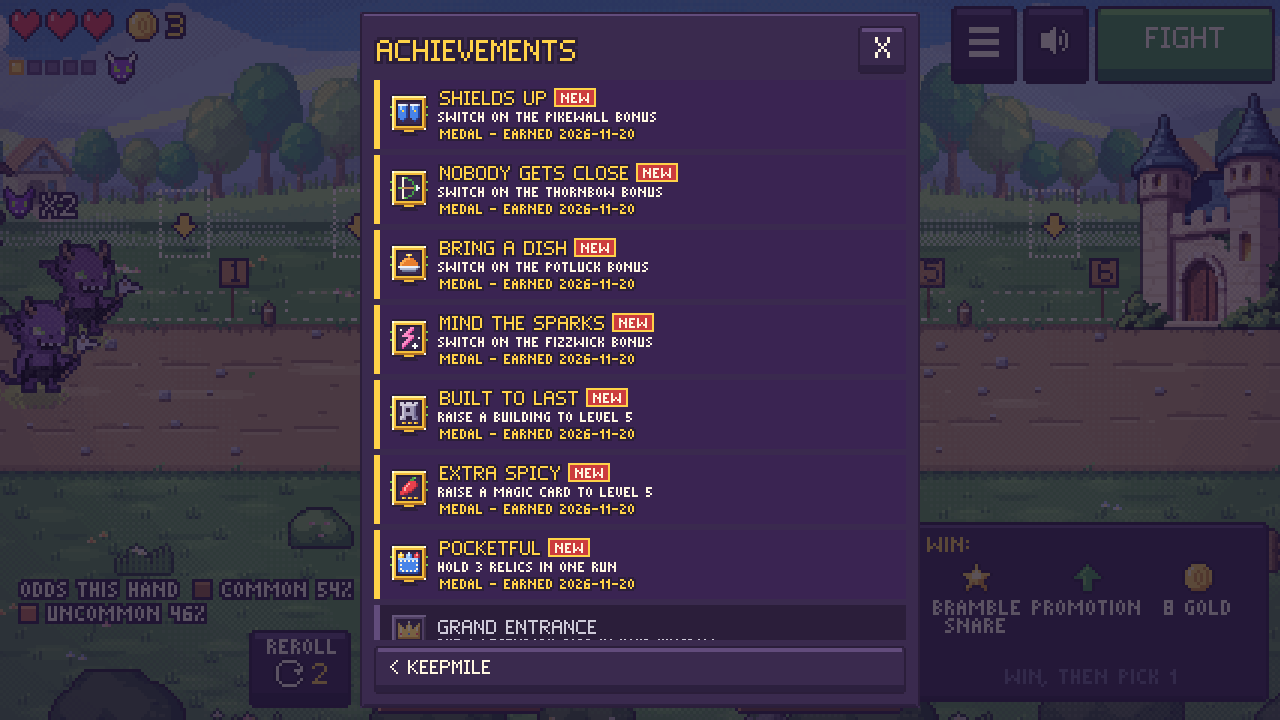 3
FIGHT
X2
1
5
6
ACHIEVEMENTS
X
SHIELDS UP NEW
SWITCH ON THE PIKEWALL BONUS
MEDAL - EARNED 2026-11-20
NOBODY GETS CLOSE NEW
SWITCH ON THE THORNBOW BONUS
MEDAL - EARNED 2026-11-20
BRING A DISH NEW
SWITCH ON THE POTLUCK BONUS
MEDAL - EARNED 2026-11-20
MIND THE SPARKS NEW
SWITCH ON THE FIZZWICK BONUS
MEDAL - EARNED 2026-11-20
BUILT TO LAST NEW
RAISE A BUILDING TO LEVEL 5
MEDAL - EARNED 2026-11-20
EXTRA SPICY NEW
RAISE A MAGIC CARD TO LEVEL 5
MEDAL - EARNED 2026-11-20
POCKETFUL NEW
HOLD 3 RELICS IN ONE RUN
MEDAL - EARNED 2026-11-20
GRAND ENTRANCE
< KEEPMILE
ODDS THIS HAND COMMON 54%
UNCOMMON 46%
REROLL
2
WIN:
BRAMBLE SNARE
PROMOTION
8 GOLD
WIN, THEN PICK 1